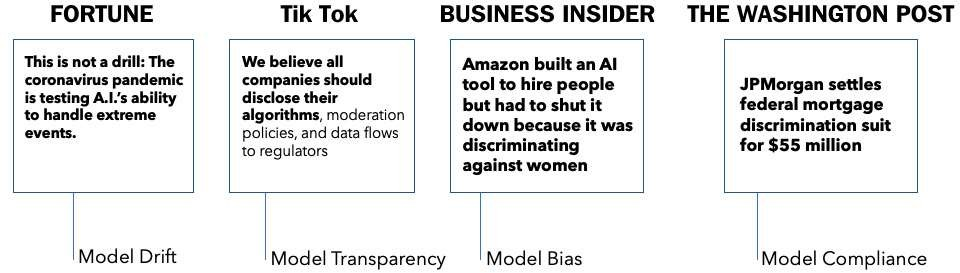 FORTUNE
This is not a drill: The
coronavirus pandemic
is testing A.I.’s ability
to handle extreme
events.
Model Drift
Tik Tok
We believe all
companies should
disclose their
algorithms, moderation
policies, and data flows
to regulators
Model Transparency
BUSINESS INSIDER
Amazon built an AI
tool to hire people
but had to shut it
down because it was
discriminating
against women
Model Bias
THE WASHINGTON POST
JPMorgan settles
federal mortgage
discrimination suit
for $55 million
Model Compliance